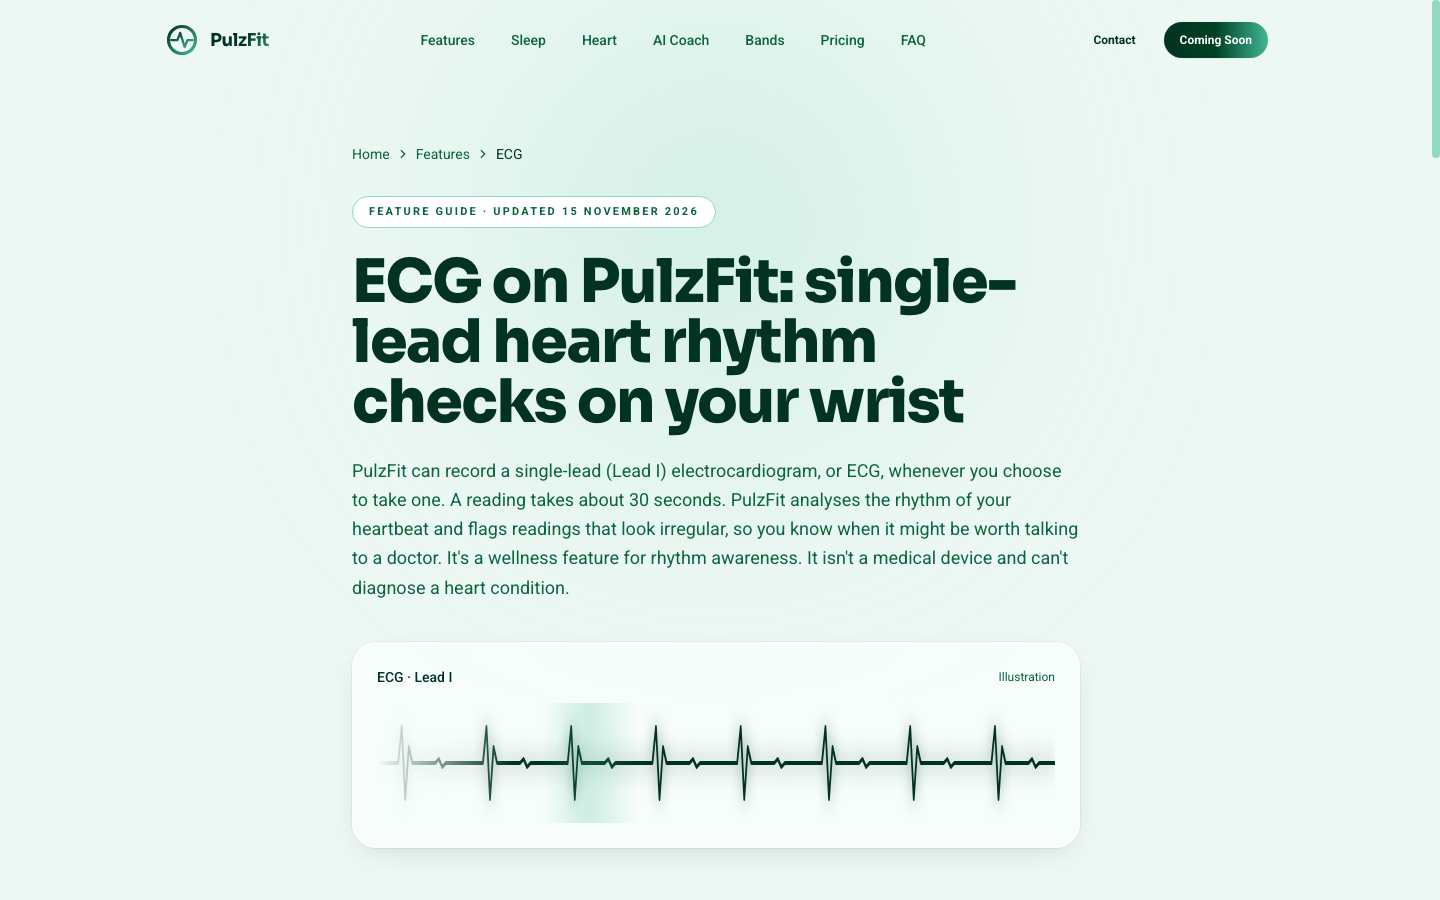 PulzFit
Features
Sleep
Heart
AI Coach
Bands
Pricing
FAQ
Contact
Coming Soon
Home > Features > ECG
FEATURE GUIDE · UPDATED 15 NOVEMBER 2026
ECG on PulzFit: single-
lead heart rhythm
checks on your wrist
PulzFit can record a single-lead (Lead I) electrocardiogram, or ECG, whenever you choose
to take one. A reading takes about 30 seconds. PulzFit analyses the rhythm of your
heartbeat and flags readings that look irregular, so you know when it might be worth talking
to a doctor. It's a wellness feature for rhythm awareness. It isn't a medical device and can't
diagnose a heart condition.
ECG · Lead I
Illustration